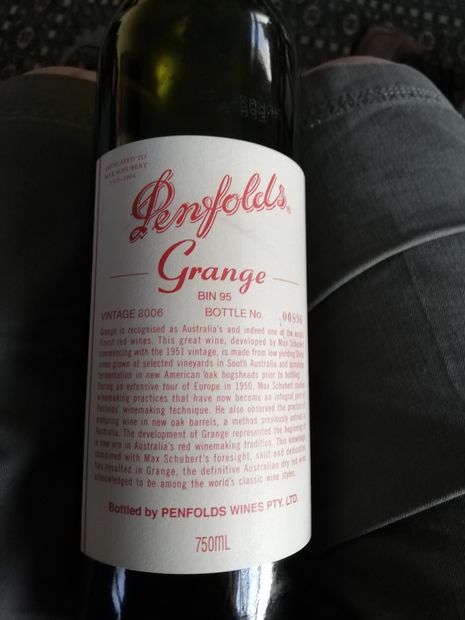 DEDICATED TO
MAX SCHUBERT
1915-1994
Penfolds®
Grange
BIN 95
VINTAGE 2006 BOTTLE No. 00896
Grange is recognised as Australia's and indeed one of the world's
finest red wines. This great wine, developed by Max Schubert
commencing with the 1951 vintage, is made from low yielding Shiraz
vines grown at selected vineyards in South Australia and completes
fermentation in new American oak hogsheads prior to bottling.
During an extensive tour of Europe in 1950, Max Schubert studied
winemaking practices that have now become an integral part of
Penfolds' winemaking technique. He also observed the practice of
maturing wine in new oak barrels, a method previously untried in
Australia. The development of Grange represented the beginning of
a new era in Australia's red winemaking tradition. This knowledge
combined with Max Schubert's foresight, skill and dedication
has resulted in Grange, the definitive Australian dry red wine,
acknowledged to be among the world's classic wine styles.
Bottled by PENFOLDS WINES PTY. LTD.
750ML